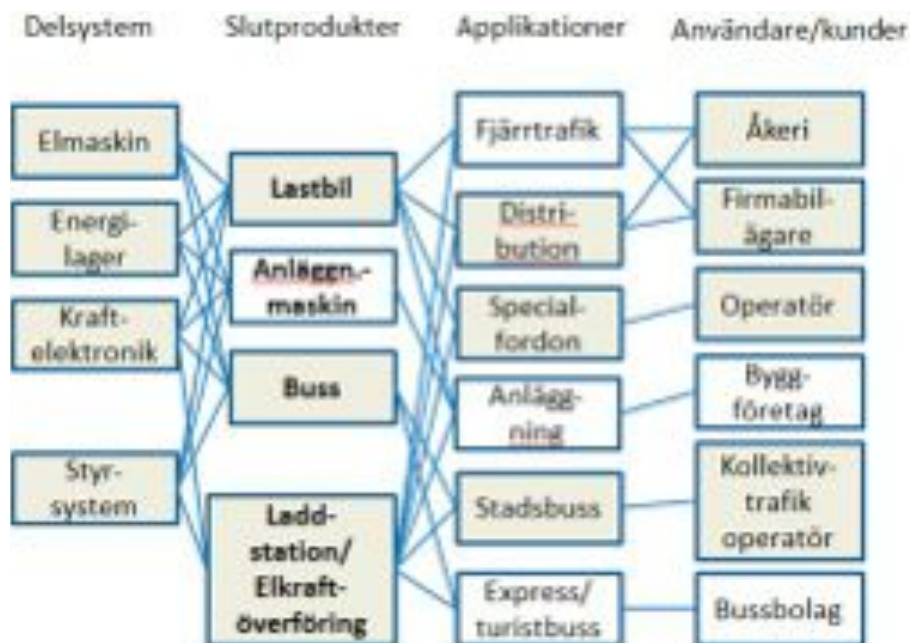 Delsystem
Slutprodukter
Applikationer
Användare/kunder
Elmaskin
Energi-
lager
Kraft-
elektronik
Styr-
system
Lastbil
Anläggn.-
maskin
Buss
Ladd-
station/
Elkraft-
överföring
Fjärrtrafik
Distri-
bution
Special-
fordon
Anlägg-
ning
Stadsbuss
Express/
turistbuss
Åkeri
Firmabil-
ägare
Operatör
Bygg-
företag
Kollektiv-
trafik
operatör
Bussbolag